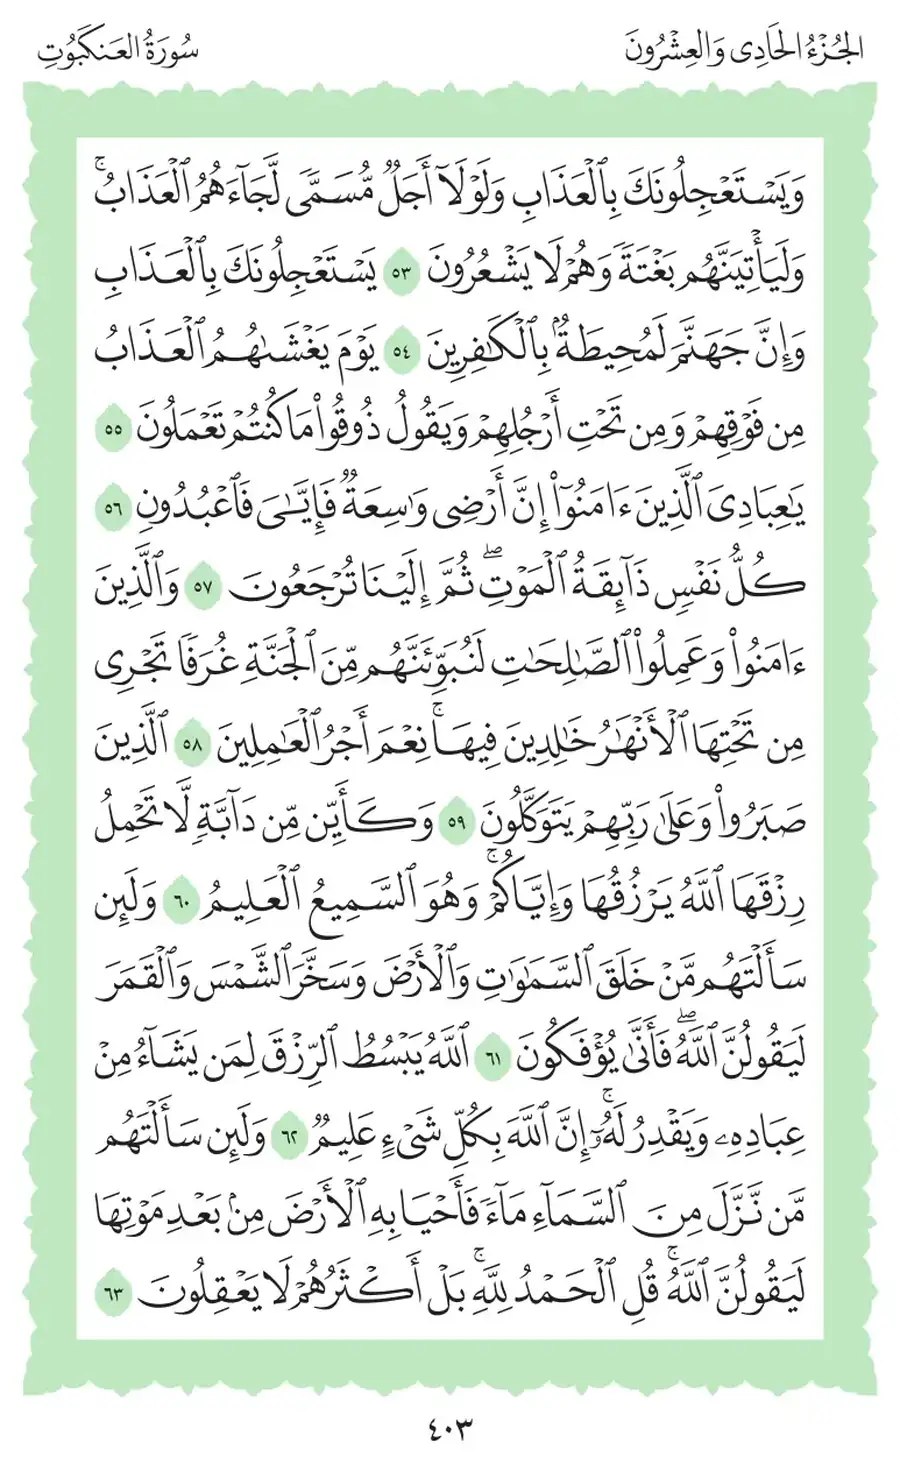 الجُزْءُ الحَادِى وَالعِشْرُونَ
سُورَةُ العَنكَبُوتِ
وَيَسْتَعْجِلُونَكَ بِٱلْعَذَابِ وَلَوْلَآ أَجَلٌ مُّسَمًّى لَّجَآءَهُمُ ٱلْعَذَابُۚ
وَلَيَأْتِيَنَّهُم بَغْتَةً وَهُمْ لَا يَشْعُرُونَ ٥٣ يَسْتَعْجِلُونَكَ بِٱلْعَذَابِ
وَإِنَّ جَهَنَّمَ لَمُحِيطَةٌۢ بِٱلْكَٰفِرِينَ ٥٤ يَوْمَ يَغْشَىٰهُمُ ٱلْعَذَابُ
مِن فَوْقِهِمْ وَمِن تَحْتِ أَرْجُلِهِمْ وَيَقُولُ ذُوقُوا۟ مَا كُنتُمْ تَعْمَلُونَ ٥٥
يَٰعِبَادِىَ ٱلَّذِينَ ءَامَنُوٓا۟ إِنَّ أَرْضِى وَٰسِعَةٌ فَإِيَّٰىَ فَٱعْبُدُونِ ٥٦
كُلُّ نَفْسٍ ذَآئِقَةُ ٱلْمَوْتِۖ ثُمَّ إِلَيْنَا تُرْجَعُونَ ٥٧ وَٱلَّذِينَ
ءَامَنُوا۟ وَعَمِلُوا۟ ٱلصَّٰلِحَٰتِ لَنُبَوِّئَنَّهُم مِّنَ ٱلْجَنَّةِ غُرَفًا تَجْرِى
مِن تَحْتِهَا ٱلْأَنْهَٰرُ خَٰلِدِينَ فِيهَاۚ نِعْمَ أَجْرُ ٱلْعَٰمِلِينَ ٥٨ ٱلَّذِينَ
صَبَرُوا۟ وَعَلَىٰ رَبِّهِمْ يَتَوَكَّلُونَ ٥٩ وَكَأَيِّن مِّن دَآبَّةٍ لَّا تَحْمِلُ
رِزْقَهَا ٱللَّهُ يَرْزُقُهَا وَإِيَّاكُمْۚ وَهُوَ ٱلسَّمِيعُ ٱلْعَلِيمُ ٦٠ وَلَئِن
سَأَلْتَهُم مَّنْ خَلَقَ ٱلسَّمَٰوَٰتِ وَٱلْأَرْضَ وَسَخَّرَ ٱلشَّمْسَ وَٱلْقَمَرَ
لَيَقُولُنَّ ٱللَّهُۖ فَأَنَّىٰ يُؤْفَكُونَ ٦١ ٱللَّهُ يَبْسُطُ ٱلرِّزْقَ لِمَن يَشَآءُ مِنْ
عِبَادِهِۦ وَيَقْدِرُ لَهُۥٓۚ إِنَّ ٱللَّهَ بِكُلِّ شَىْءٍ عَلِيمٌ ٦٢ وَلَئِن سَأَلْتَهُم
مَّن نَّزَّلَ مِنَ ٱلسَّمَآءِ مَآءً فَأَحْيَا بِهِ ٱلْأَرْضَ مِنۢ بَعْدِ مَوْتِهَا
لَيَقُولُنَّ ٱللَّهُۚ قُلِ ٱلْحَمْدُ لِلَّهِۚ بَلْ أَكْثَرُهُمْ لَا يَعْقِلُونَ ٦٣
٤٠٣